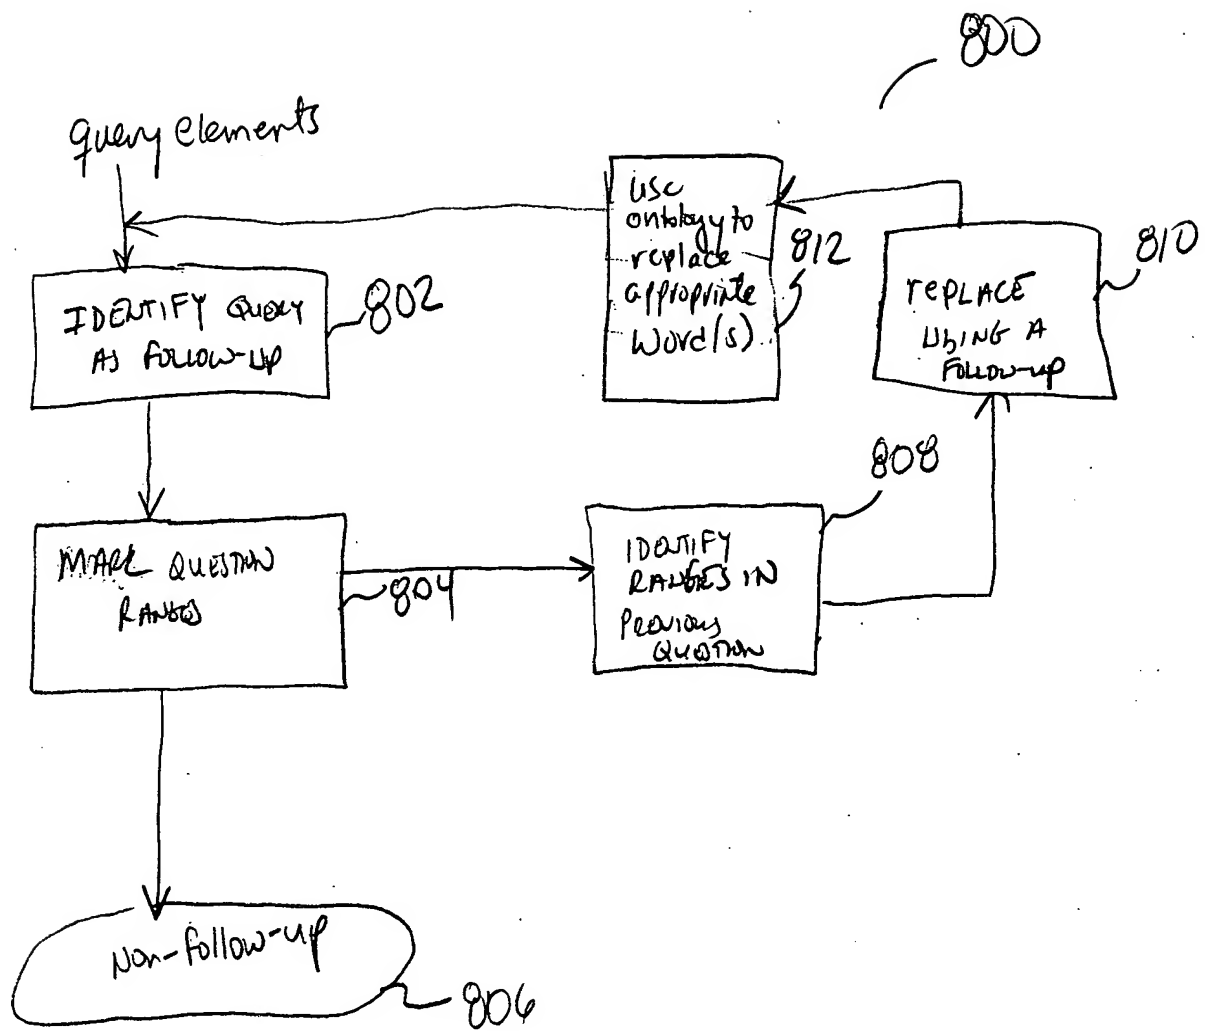 800
query elements
IDENTIFY QUERY
AS FOLLOW-UP
802
use
ontology to
replace
appropriate
word(s)
812
REPLACE
USING A
FOLLOW-UP
810
MARK QUESTION
RANGES
804
IDENTIFY
RANGES IN
PREVIOUS
QUESTION
808
Non-follow-up
806